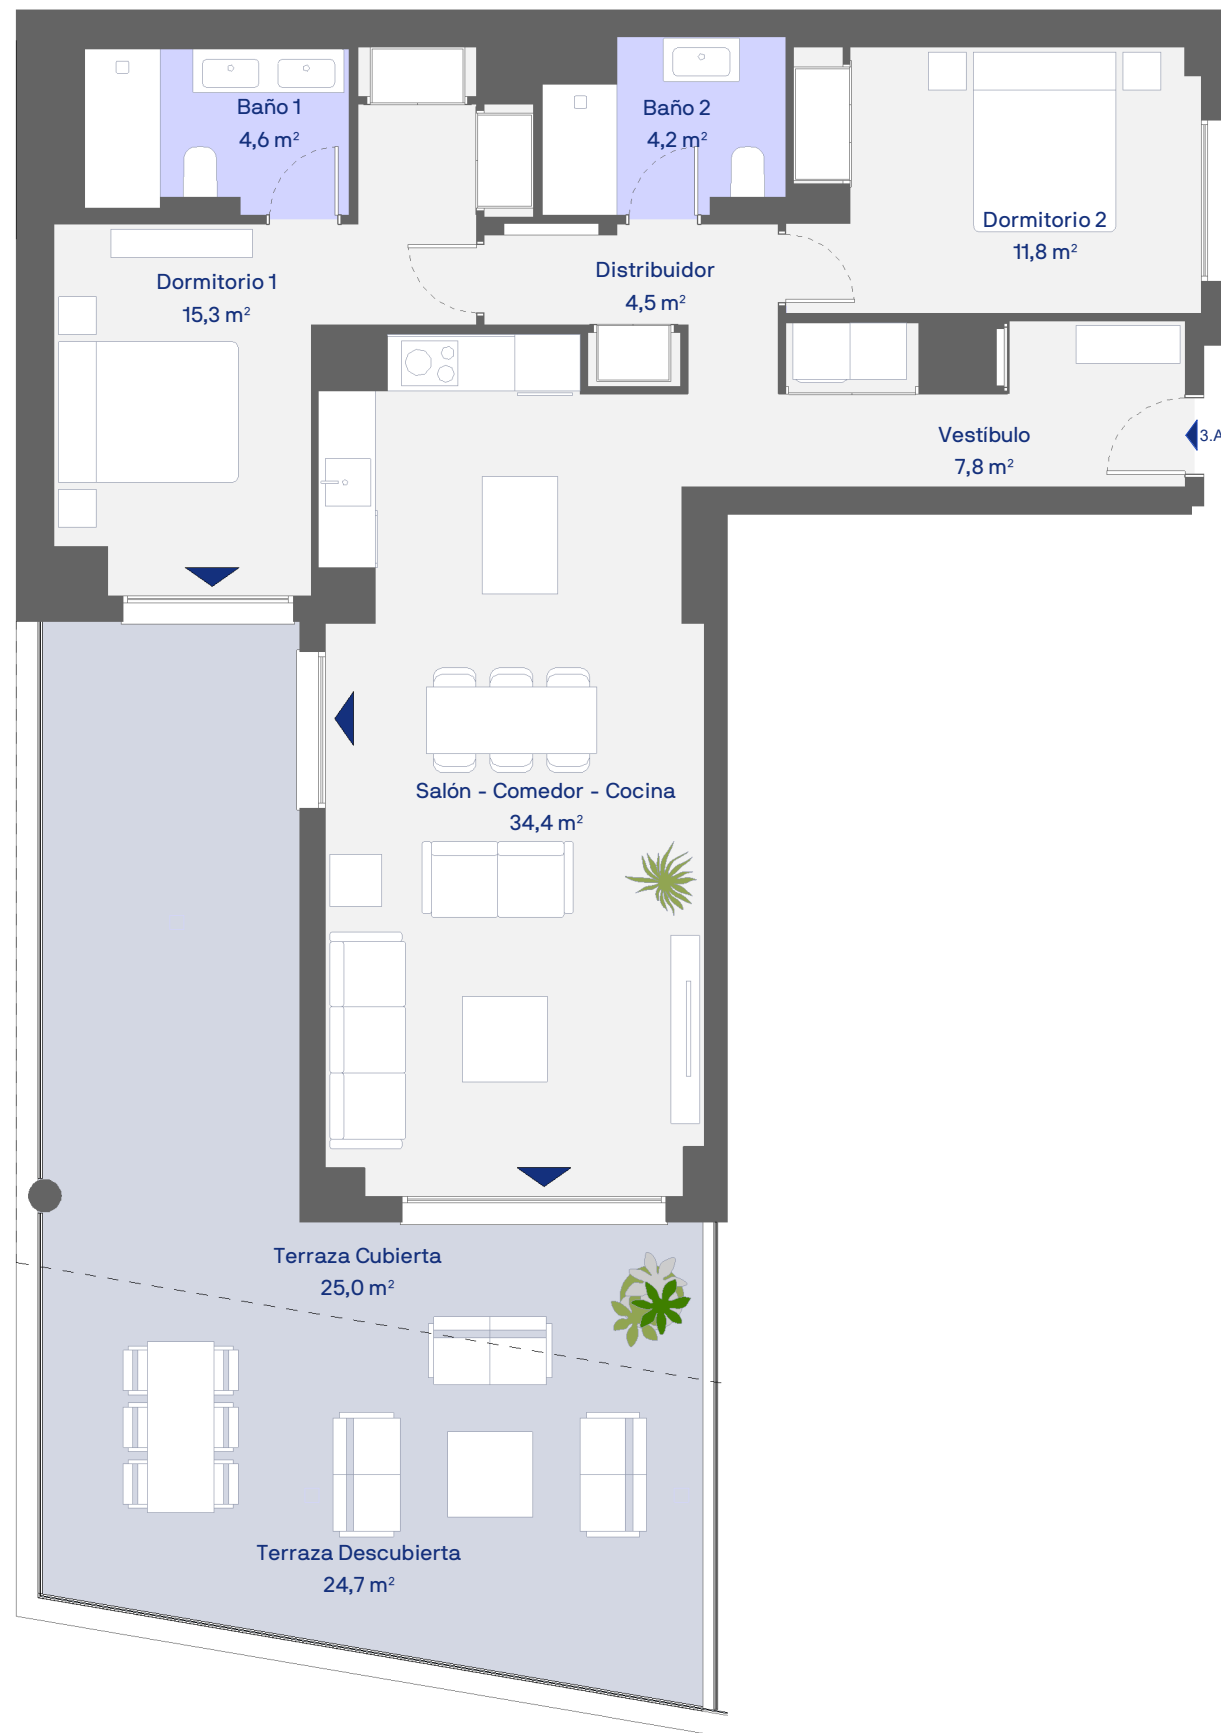 Baño 1
4,6 m²
Baño 2
4,2 m²
Dormitorio 2
11,8 m²
Dormitorio 1
15,3 m²
Distribuidor
4,5 m²
Vestíbulo
7,8 m²
3.A
Salón - Comedor - Cocina
34,4 m²
Terraza Cubierta
25,0 m²
Terraza Descubierta
24,7 m²